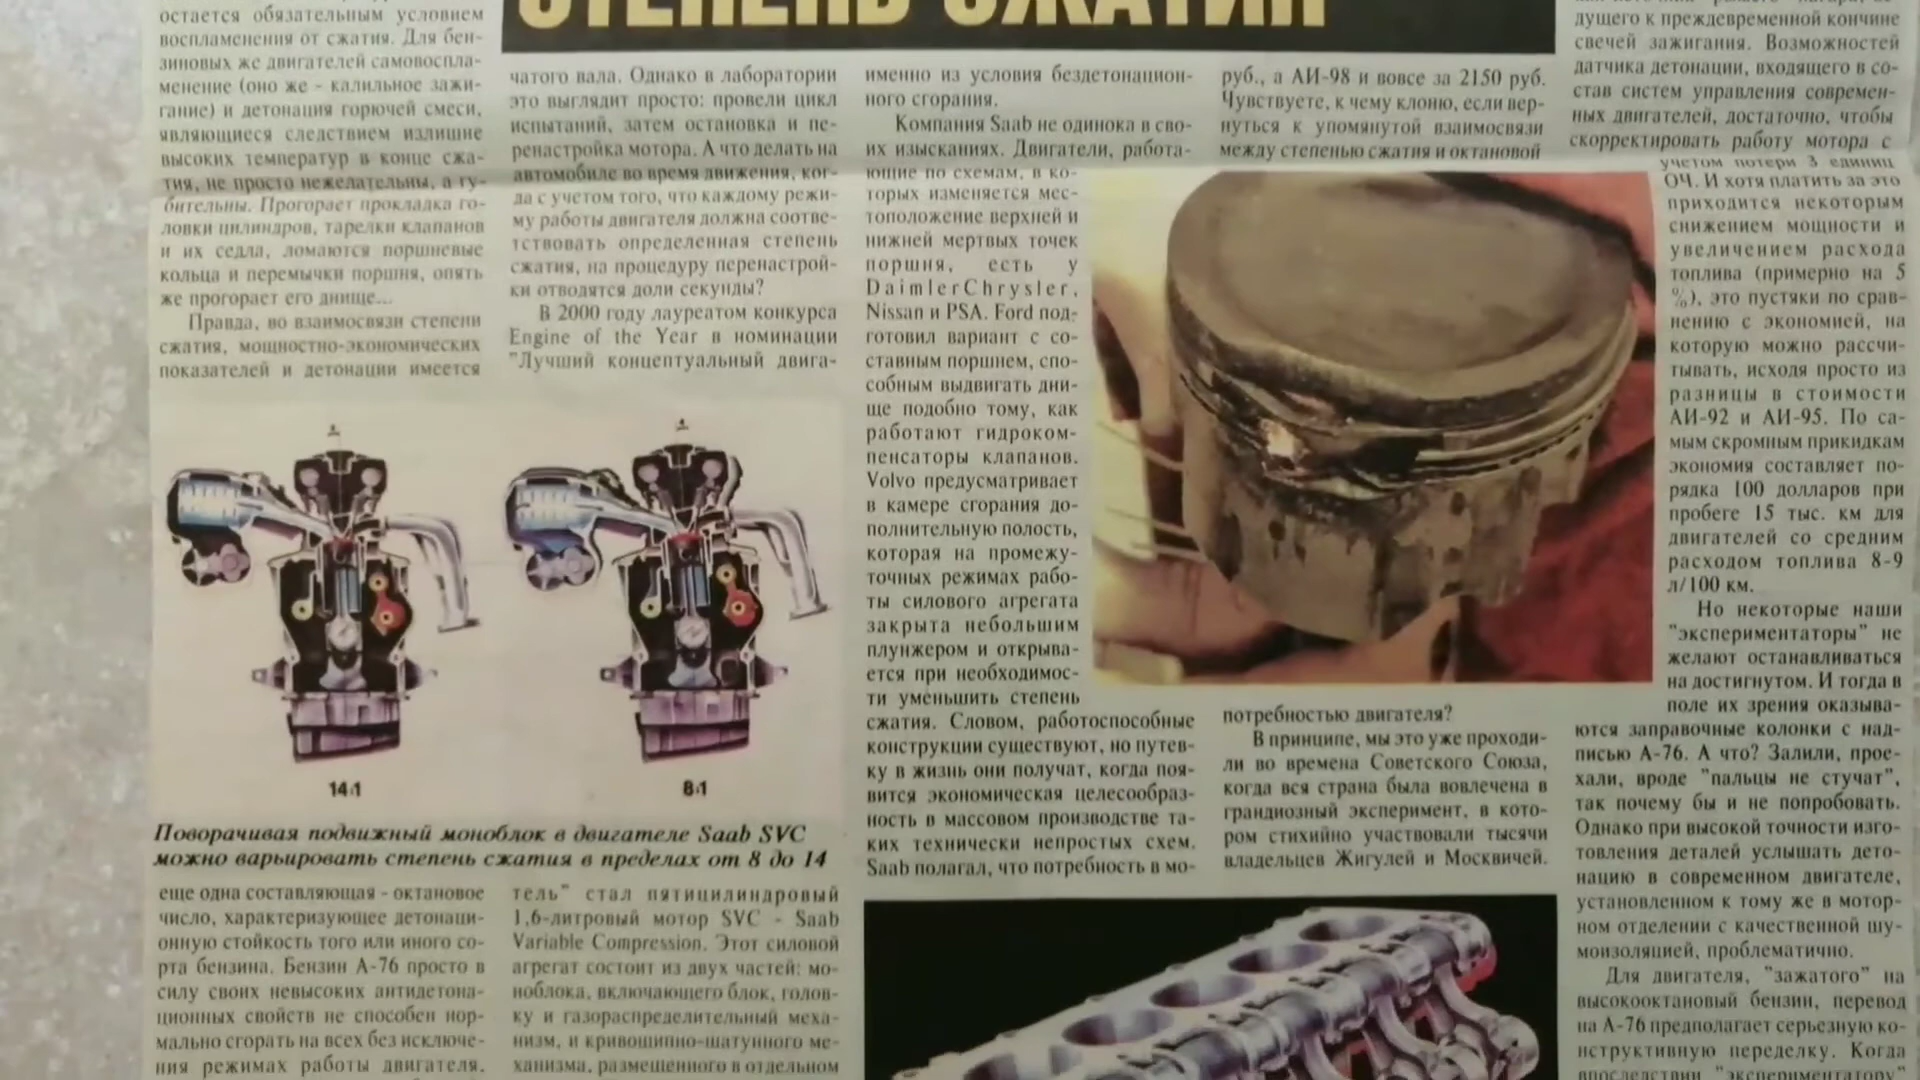 СТЕПЕНЬ СЖАТИЯ
остается обязательным условием
воспламенения от сжатия. Для бен-
зиновых же двигателей самовоспла-
менение (оно же - калильное зажи-
гание) и детонация горючей смеси,
являющиеся следствием излишне
высоких температур в конце сжа-
тия, не просто нежелательны, а гу-
бительны. Прогорает прокладка го-
ловки цилиндров, тарелки клапанов
и их седла, ломаются поршневые
кольца и перемычки поршня, опять
же прогорает его днище...
Правда, во взаимосвязи степени
сжатия, мощностно-экономических
показателей и детонации имеется
14:1
8:1
Поворачивая подвижный моноблок в двигателе Saab SVC
можно варьировать степень сжатия в пределах от 8 до 14
еще одна составляющая - октановое
число, характеризующее детонаци-
онную стойкость того или иного со-
рта бензина. Бензин А-76 просто в
силу своих невысоких антидетона-
ционных свойств не способен нор-
мально сгорать на всех без исключе-
ния режимах работы двигателя.
чатого вала. Однако в лаборатории
это выглядит просто: провели цикл
испытаний, затем остановка и пе-
ренастройка мотора. А что делать на
автомобиле во время движения, ког-
да с учетом того, что каждому режи-
му работы двигателя должна соотве-
тствовать определенная степень
сжатия, на процедуру перенастрой-
ки отводятся доли секунды?
В 2000 году лауреатом конкурса
Engine of the Year в номинации
"Лучший концептуальный двига-
тель" стал пятицилиндровый
1,6-литровый мотор SVC - Saab
Variable Compression. Этот силовой
агрегат состоит из двух частей: мо-
ноблока, включающего блок, голов-
ку и газораспределительный меха-
низм, и кривошипно-шатунного ме-
ханизма, размещенного в отдельном
именно из условия бездетонацион-
ного сгорания.
Компания Saab не одинока в сво-
их изысканиях. Двигатели, работа-
ющие по схемам, в ко-
торых изменяется мес-
тоположение верхней и
нижней мертвых точек
поршня, есть у
DaimlerChrysler,
Nissan и PSA. Ford под-
готовил вариант с со-
ставным поршнем, спо-
собным выдвигать дни-
ще подобно тому, как
работают гидроком-
пенсаторы клапанов.
Volvo предусматривает
в камере сгорания до-
полнительную полость,
которая на промежу-
точных режимах рабо-
ты силового агрегата
закрыта небольшим
плунжером и открыва-
ется при необходимос-
ти уменьшить степень
сжатия. Словом, работоспособные
конструкции существуют, но путев-
ку в жизнь они получат, когда поя-
вится экономическая целесообраз-
ность в массовом производстве та-
ких технически непростых схем.
Saab полагал, что потребность в мо-
руб., а АИ-98 и вовсе за 2150 руб.
Чувствуете, к чему клоню, если вер-
нуться к упомянутой взаимосвязи
между степенью сжатия и октановой
потребностью двигателя?
В принципе, мы это уже проходи-
ли во времена Советского Союза,
когда вся страна была вовлечена в
грандиозный эксперимент, в кото-
ром стихийно участвовали тысячи
владельцев Жигулей и Москвичей.
дущего к преждевременной кончине
свечей зажигания. Возможностей
датчика детонации, входящего в со-
став систем управления современ-
ных двигателей, достаточно, чтобы
скорректировать работу мотора с
учетом потери 3 единиц
ОЧ. И хотя платить за это
приходится некоторым
снижением мощности и
увеличением расхода
топлива (примерно на 5
%), это пустяки по срав-
нению с экономией, на
которую можно рассчи-
тывать, исходя просто из
разницы в стоимости
АИ-92 и АИ-95. По са-
мым скромным прикидкам
экономия составляет по-
рядка 100 долларов при
пробеге 15 тыс. км для
двигателей со средним
расходом топлива 8-9
л/100 км.
Но некоторые наши
"экспериментаторы" не
желают останавливаться
на достигнутом. И тогда в
поле их зрения оказыва-
ются заправочные колонки с над-
писью А-76. А что? Залили, прое-
хали, вроде "пальцы не стучат",
так почему бы и не попробовать.
Однако при высокой точности изго-
товления деталей услышать дето-
нацию в современном двигателе,
установленном к тому же в мотор-
ном отделении с качественной шу-
моизоляцией, проблематично.
Для двигателя, "зажатого" на
высокооктановый бензин, перевод
на А-76 предполагает серьезную ко-
нструктивную переделку. Когда
впоследствии "экспериментатору"